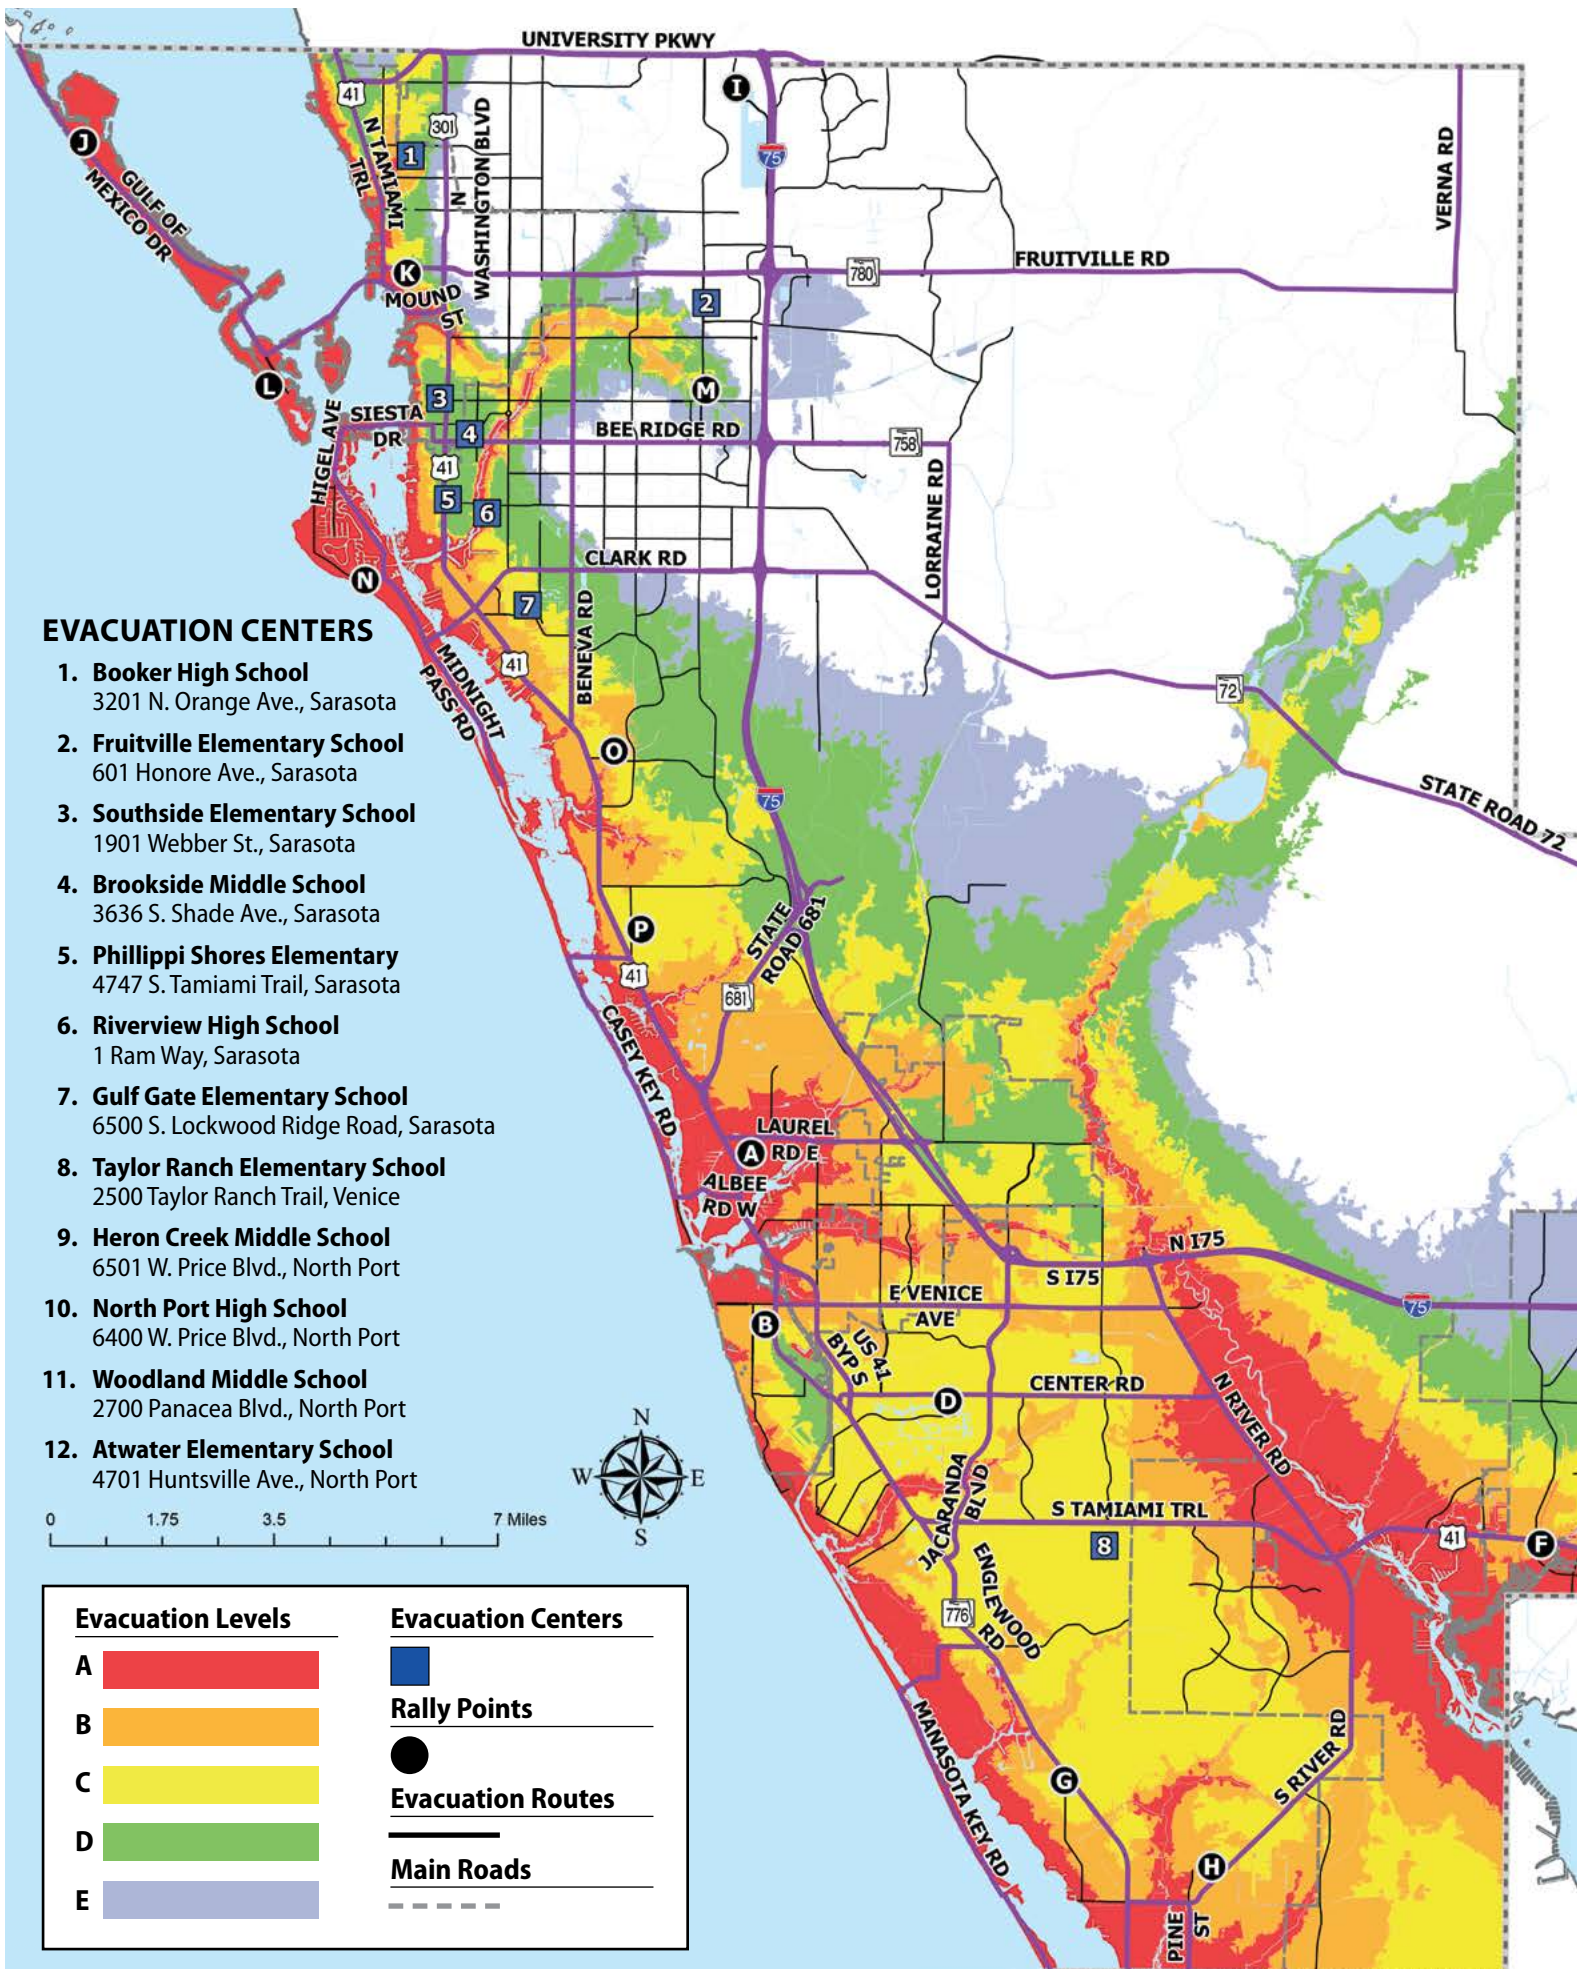 UNIVERSITY PKWY
I
41
301
N TAMIAMI
TRL
1
N
WASHINGTON BLVD
75
VERNA RD
J
GULF OF
MEXICO DR
K
MOUND
ST
780
FRUITVILLE RD
2
L
M
3
SIESTA
DR
4
HIGEL AVE
BEE RIDGE RD
758
41
5
6
LORRAINE RD
CLARK RD
N
7
BENEVA RD
41
MIDNIGHT
PASS RD
72
O
75
STATE ROAD 72
EVACUATION CENTERS
1. Booker High School
3201 N. Orange Ave., Sarasota
2. Fruitville Elementary School
601 Honore Ave., Sarasota
3. Southside Elementary School
1901 Webber St., Sarasota
4. Brookside Middle School
3636 S. Shade Ave., Sarasota
5. Phillippi Shores Elementary
4747 S. Tamiami Trail, Sarasota
6. Riverview High School
1 Ram Way, Sarasota
7. Gulf Gate Elementary School
6500 S. Lockwood Ridge Road, Sarasota
8. Taylor Ranch Elementary School
2500 Taylor Ranch Trail, Venice
9. Heron Creek Middle School
6501 W. Price Blvd., North Port
10. North Port High School
6400 W. Price Blvd., North Port
11. Woodland Middle School
2700 Panacea Blvd., North Port
12. Atwater Elementary School
4701 Huntsville Ave., North Port
P
41
STATE
ROAD 681
681
CASEY KEY RD
LAUREL
RD E
A
ALBEE
RD W
N I75
S I75
75
E VENICE
AVE
B
US 41
BYP S
CENTER RD
D
N RIVER RD
JACARANDA
BLVD
S TAMIAMI TRL
8
41
F
ENGLEWOOD
RD
776
MANASOTA KEY RD
G
S RIVER RD
H
PINE
ST
N
W E
S
0 1.75 3.5 7 Miles
Evacuation Levels
A
B
C
D
E
Evacuation Centers
Rally Points
Evacuation Routes
Main Roads